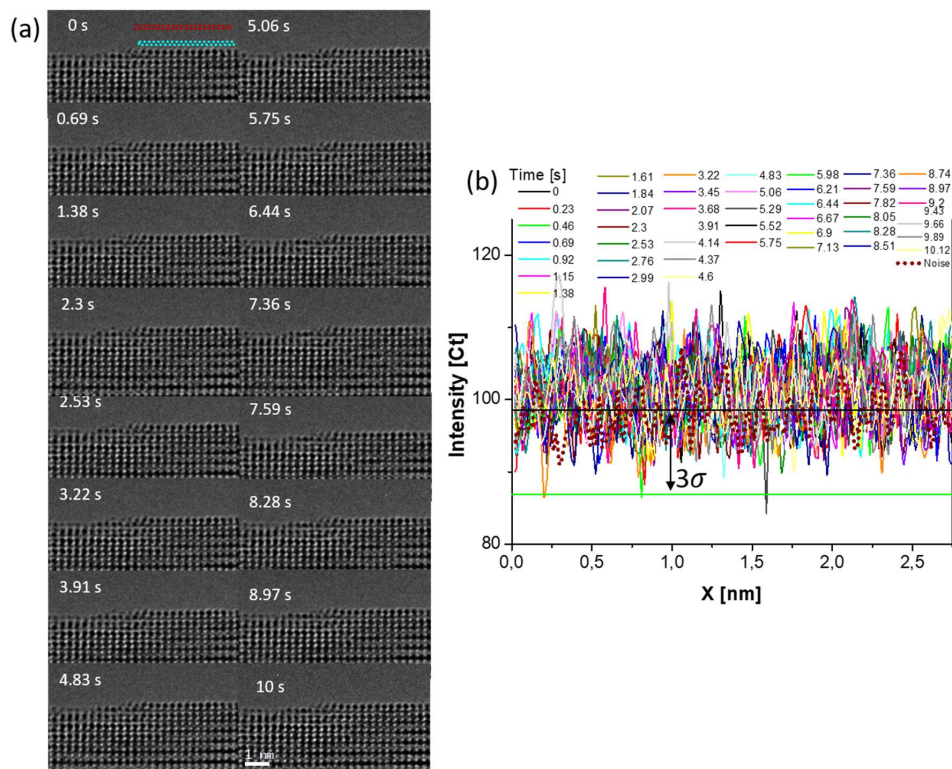 (a)
0 s
5.06 s
0.69 s
5.75 s
1.38 s
6.44 s
2.3 s
7.36 s
2.53 s
7.59 s
3.22 s
8.28 s
3.91 s
8.97 s
4.83 s
10 s
1 nm
(b)
Time [s]
0
0.23
0.46
0.69
0.92
1.15
1.38
1.61
1.84
2.07
2.3
2.53
2.76
2.99
3.22
3.45
3.68
3.91
4.14
4.37
4.6
4.83
5.06
5.29
5.52
5.75
5.98
6.21
6.44
6.67
6.9
7.13
7.36
7.59
7.82
8.05
8.28
8.51
8.74
8.97
9.2
9.43
9.66
9.89
10.12
Noise
Intensity [Ct]
120
100
80
3σ
0,0
0,5
1,0
1,5
2,0
2,5
X [nm]